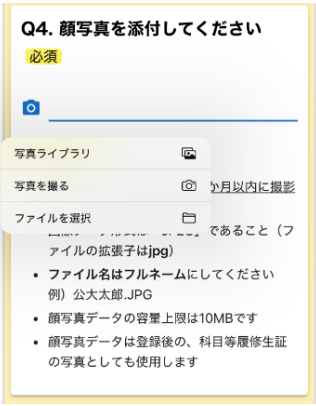 Q4. 顔写真を添付してください
必須
写真ライブラリ
写真を撮る
か月以内に撮影
ファイルを選択
であること（フ
ァイルの拡張子はjpg）
• ファイル名はフルネームにしてください
例）公大太郎.JPG
• 顔写真データの容量上限は10MBです
• 顔写真データは登録後の、科目等履修生証
の写真としても使用します